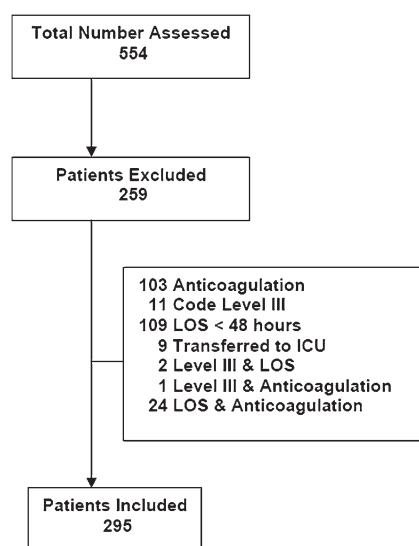 Total Number Assessed
554
Patients Excluded
259
103 Anticoagulation
11 Code Level III
109 LOS < 48 hours
9 Transferred to ICU
2 Level III & LOS
1 Level III & Anticoagulation
24 LOS & Anticoagulation
Patients Included
295